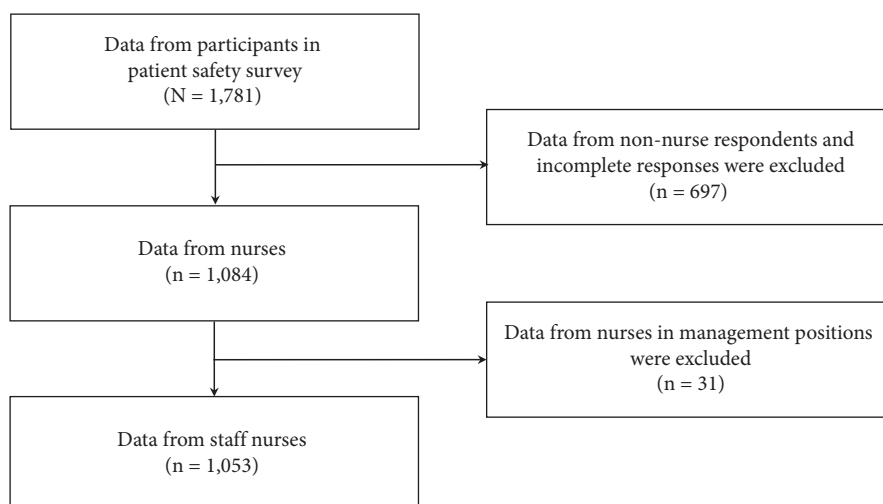 Data from participants in
patient safety survey
(N = 1,781)
Data from non-nurse respondents and
incomplete responses were excluded
(n = 697)
Data from nurses
(n = 1,084)
Data from nurses in management positions
were excluded
(n = 31)
Data from staff nurses
(n = 1,053)